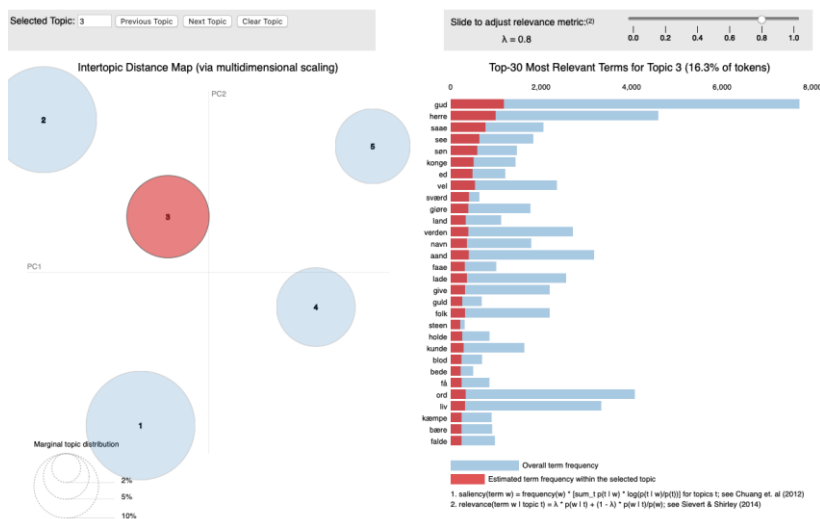 Selected Topic: 3 Previous Topic Next Topic Clear Topic
Slide to adjust relevance metric:(2)
λ = 0.8
0.0 0.2 0.4 0.6 0.8 1.0
Intertopic Distance Map (via multidimensional scaling)
PC2
PC1
2
5
3
4
1
Marginal topic distribution
2%
5%
10%
Top-30 Most Relevant Terms for Topic 3 (16.3% of tokens)
0 2,000 4,000 6,000 8,000
gud
herre
saae
see
søn
konge
ed
vel
sværd
giøre
land
verden
navn
aand
faae
lade
give
guld
folk
steen
holde
kunde
blod
bede
få
ord
liv
kæmpe
bære
falde
Overall term frequency
Estimated term frequency within the selected topic
1. saliency(term w) = frequency(w) * [sum_t p(t | w) * log(p(t | w)/p(t))] for topics t; see Chuang et. al (2012)
2. relevance(term w | topic t) = λ * p(w | t) + (1 - λ) * p(w | t)/p(w); see Sievert & Shirley (2014)